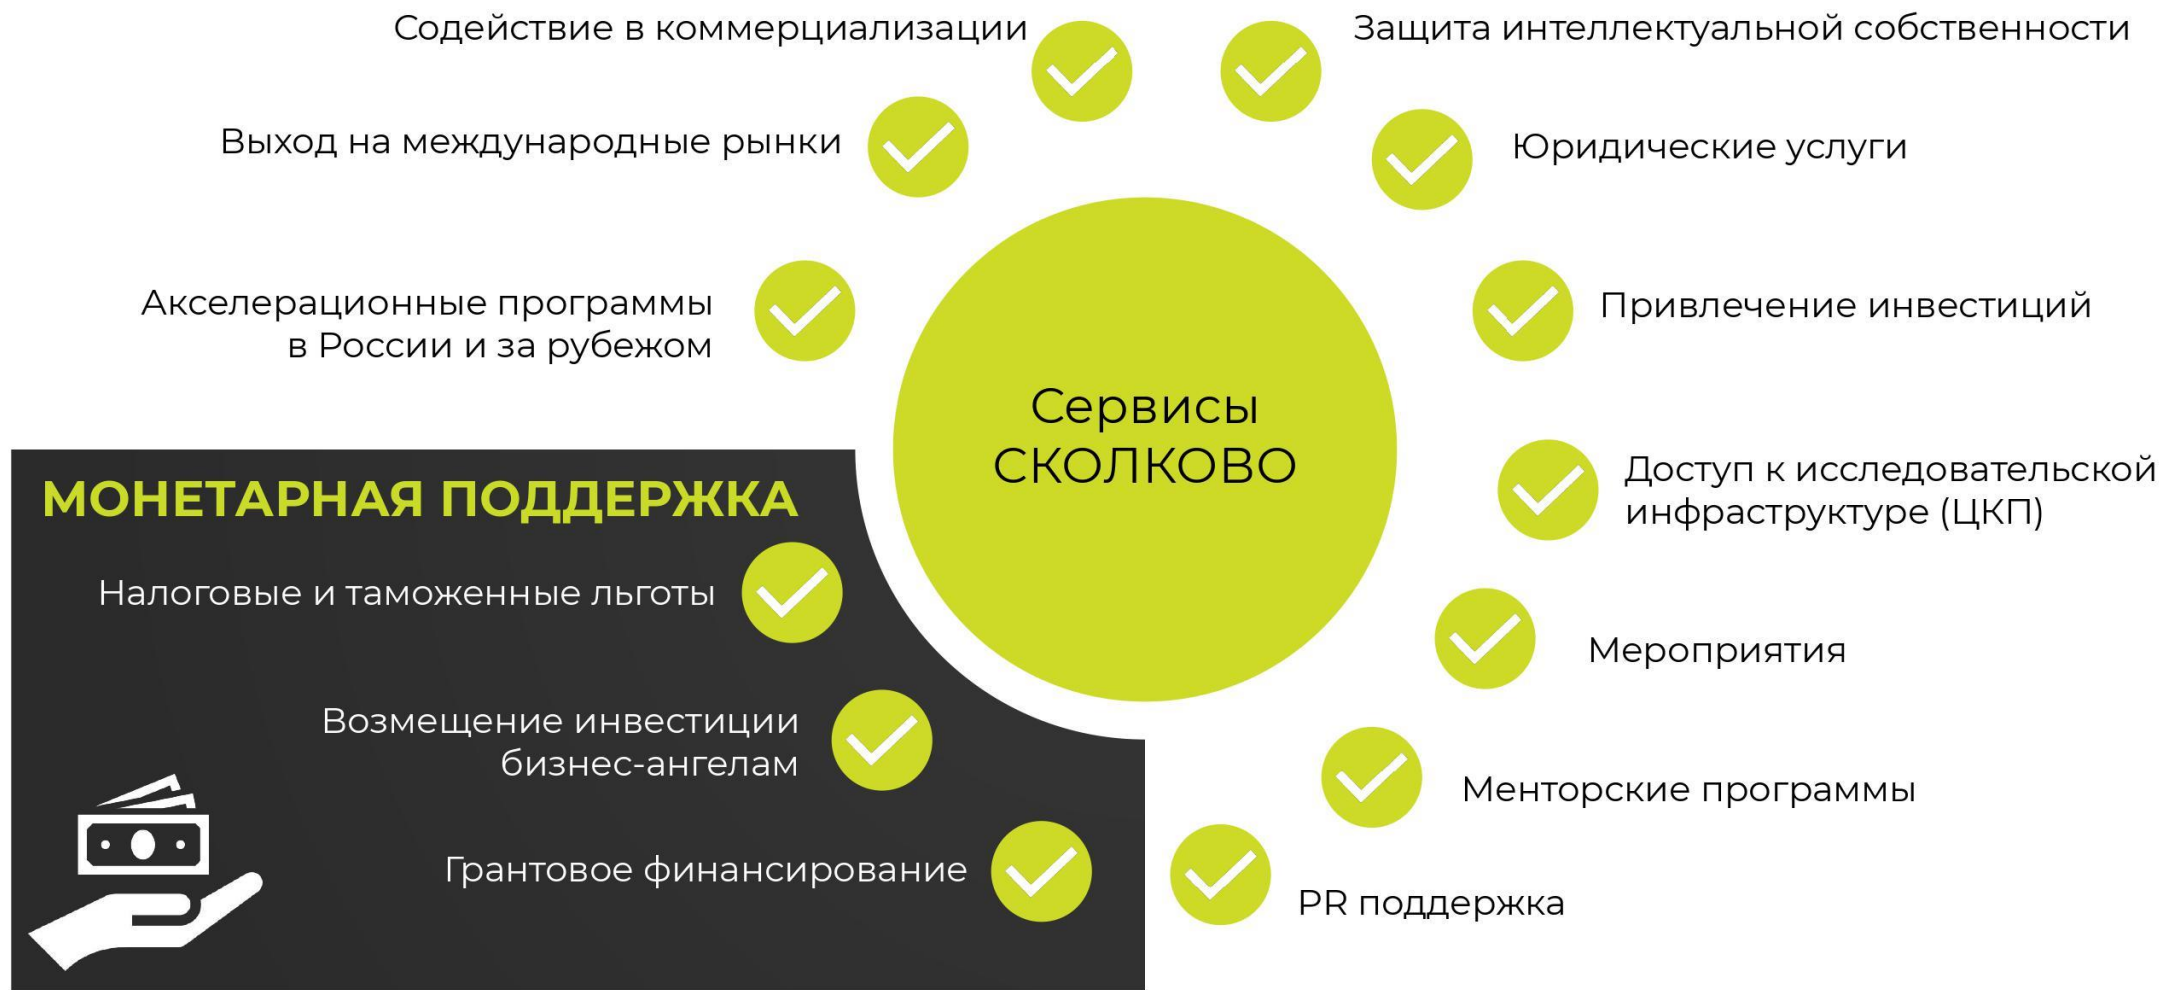 Содействие в коммерциализации
Защита интеллектуальной собственности
Выход на международные рынки
Юридические услуги
Акселерационные программы
в России и за рубежом
Привлечение инвестиций
Сервисы
СКОЛКОВО
Доступ к исследовательской
инфраструктуре (ЦКП)
МОНЕТАРНАЯ ПОДДЕРЖКА
Налоговые и таможенные льготы
Мероприятия
Возмещение инвестиции
бизнес-ангелам
Менторские программы
Грантовое финансирование
PR поддержка